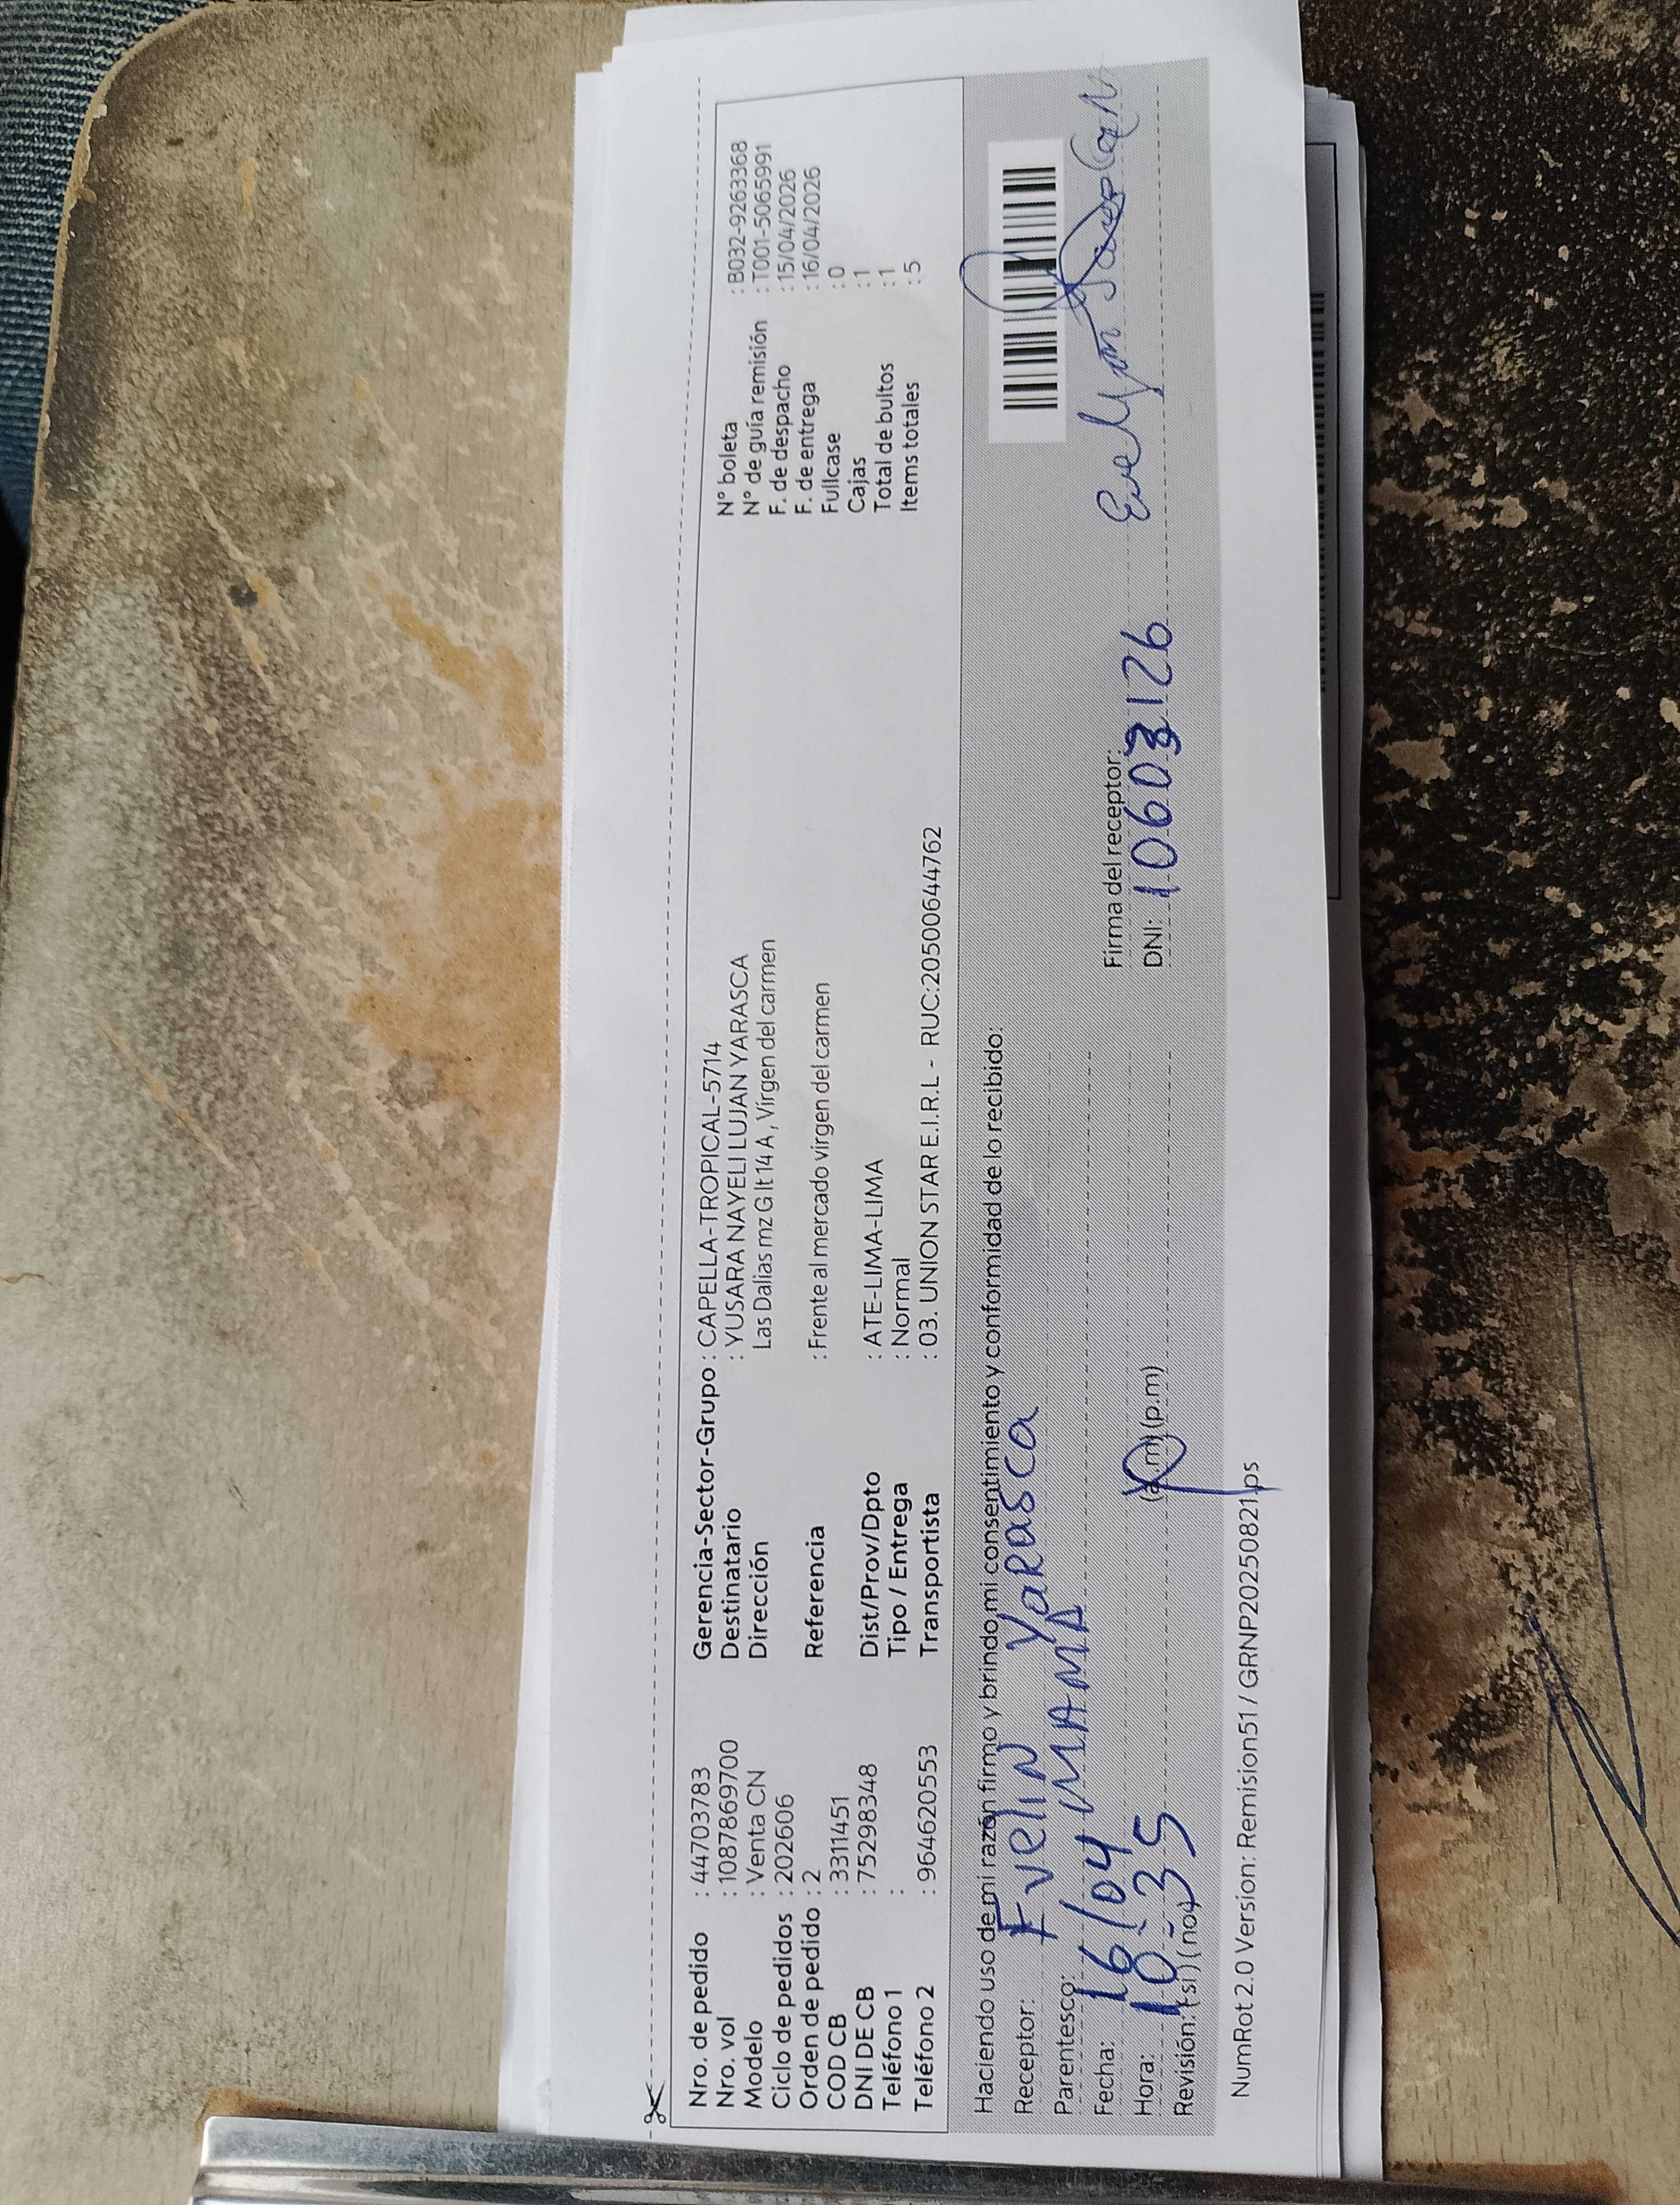 Nro. de pedido : 44703783
Nro. vol : 1087869700
Modelo : Venta CN
Ciclo de pedidos : 202606
Orden de pedido : 2
COD CB : 3311451
DNI DE CB : 75298348
Teléfono 1 :
Teléfono 2 : 964620553
Gerencia-Sector-Grupo : CAPELLA-TROPICAL-5714
Destinatario : YUSARA NAYELI LUJAN YARASCA
Dirección Las Dalias mz G lt 14 A , Virgen del carmen
Referencia : Frente al mercado virgen del carmen
Dist/Prov/Dpto : ATE-LIMA-LIMA
Tipo / Entrega : Normal
Transportista : 03. UNION STAR E.I.R.L - RUC:20500644762
N° boleta : B032-9263368
N° de guía remisión : T001-5065991
F. de despacho : 15/04/2026
F. de entrega : 16/04/2026
Fullcase : 0
Cajas : 1
Total de bultos : 1
Items totales : 5
Haciendo uso de mi razón firmo y brindo mi consentimiento y conformidad de lo recibido:
Receptor: Evelin Yarasca
Parentesco: MAMA
Fecha: 16/04
Hora: 10:35 (a.m) (p.m)
Revisión: (si) (no)
Firma del receptor: Evelyn
DNI: 10603126
NumRot 2.0 Version: Remision51 / GRNP20250821.ps